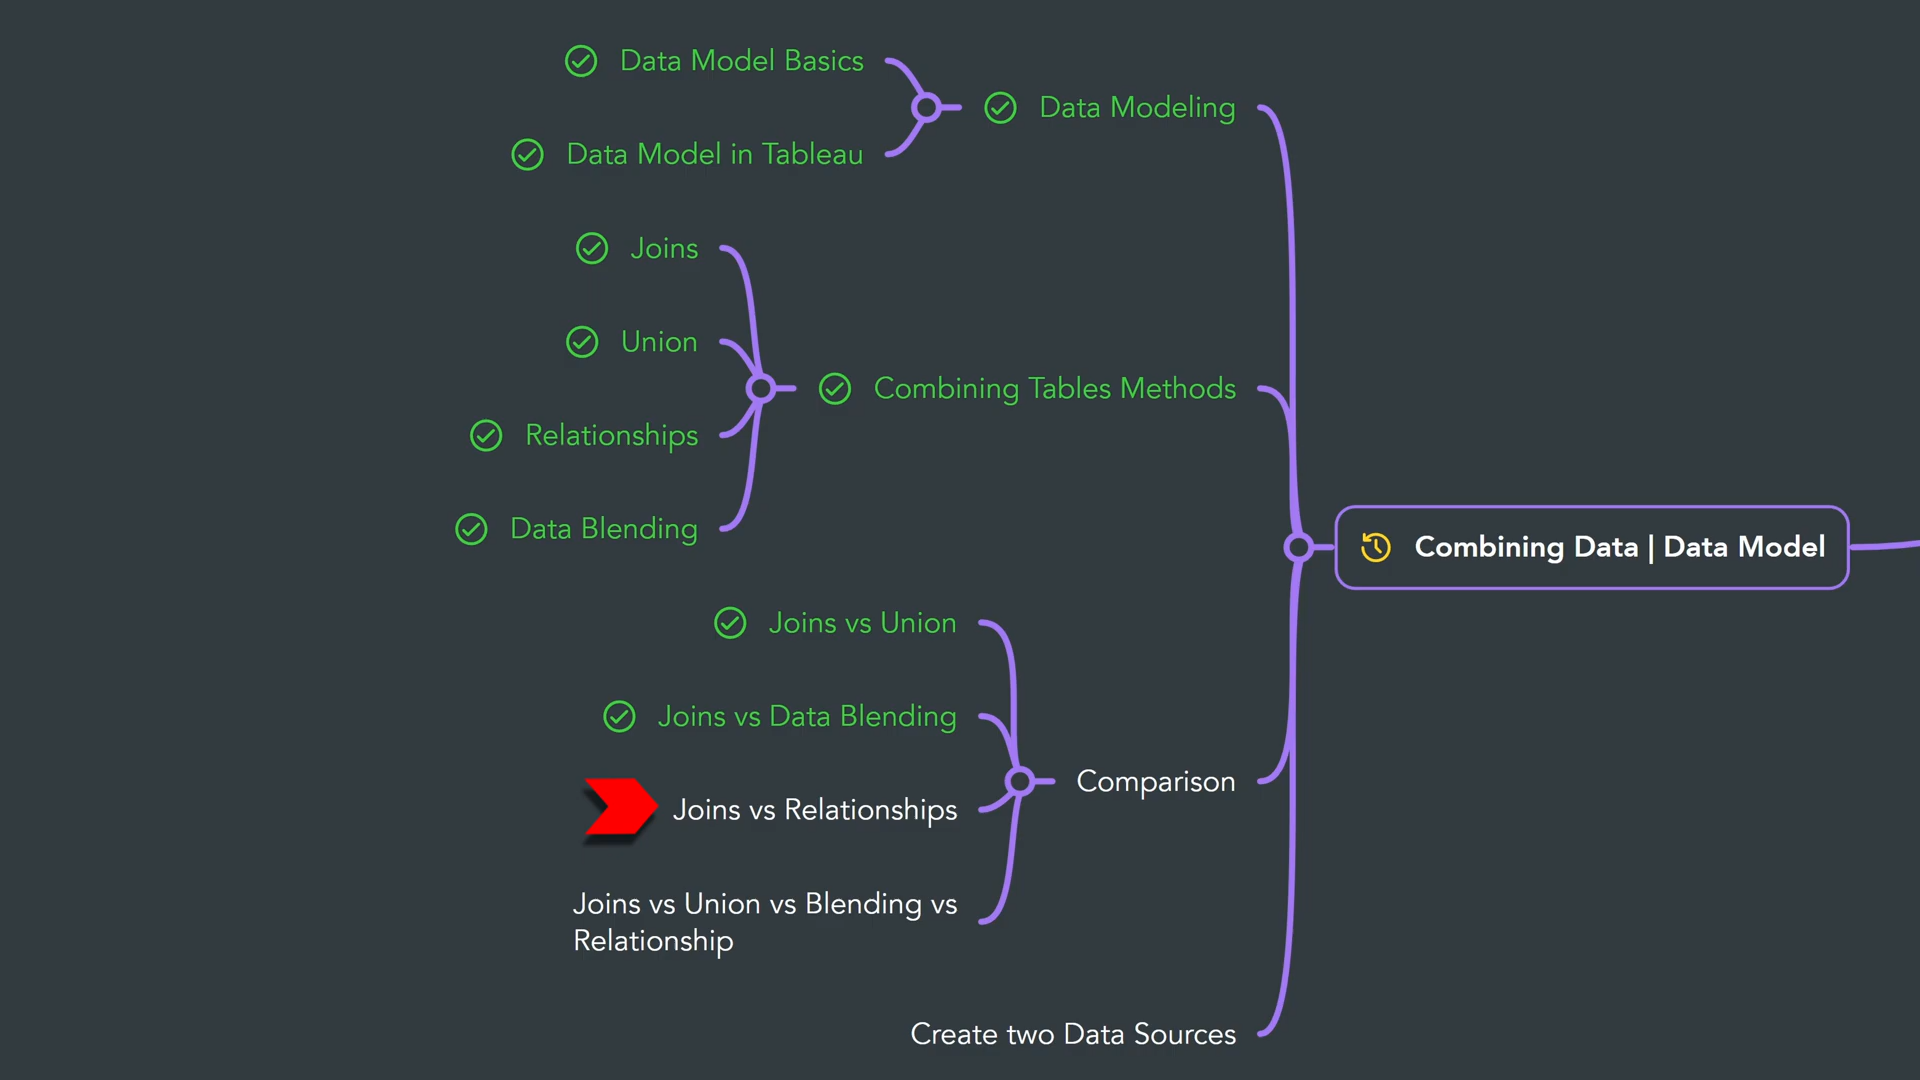 Data Model Basics
Data Modeling
Data Model in Tableau
Joins
Union
Combining Tables Methods
Relationships
Data Blending
Combining Data | Data Model
Joins vs Union
Joins vs Data Blending
Comparison
Joins vs Relationships
Joins vs Union vs Blending vs
Relationship
Create two Data Sources